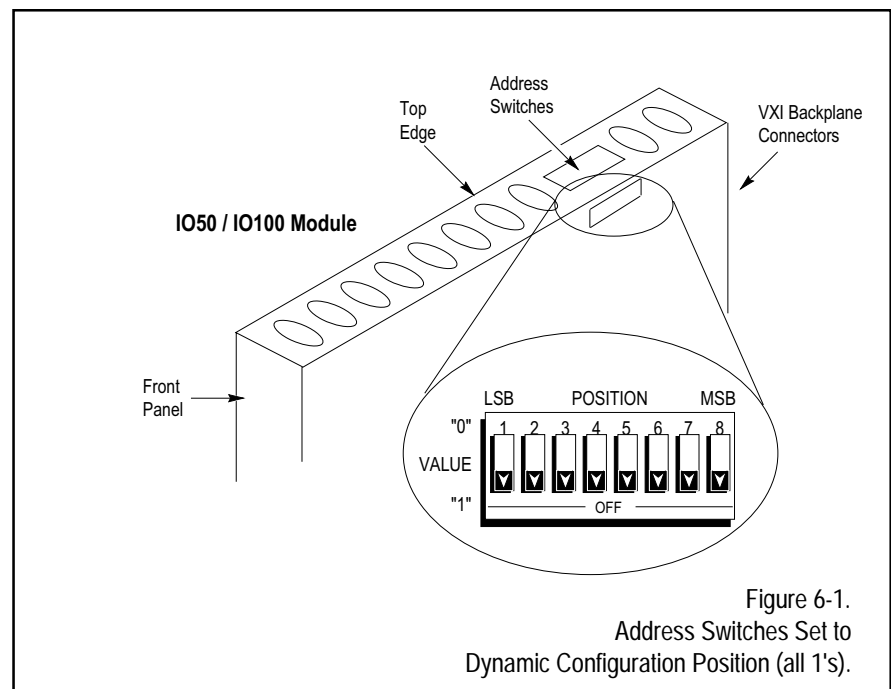 Address
Switches
Top
Edge
VXI Backplane
Connectors
IO50 / IO100 Module
Front
Panel
LSB POSITION MSB
"0" 1 2 3 4 5 6 7 8
VALUE
"1" OFF
Figure 6-1.
Address Switches Set to
Dynamic Configuration Position (all 1's).